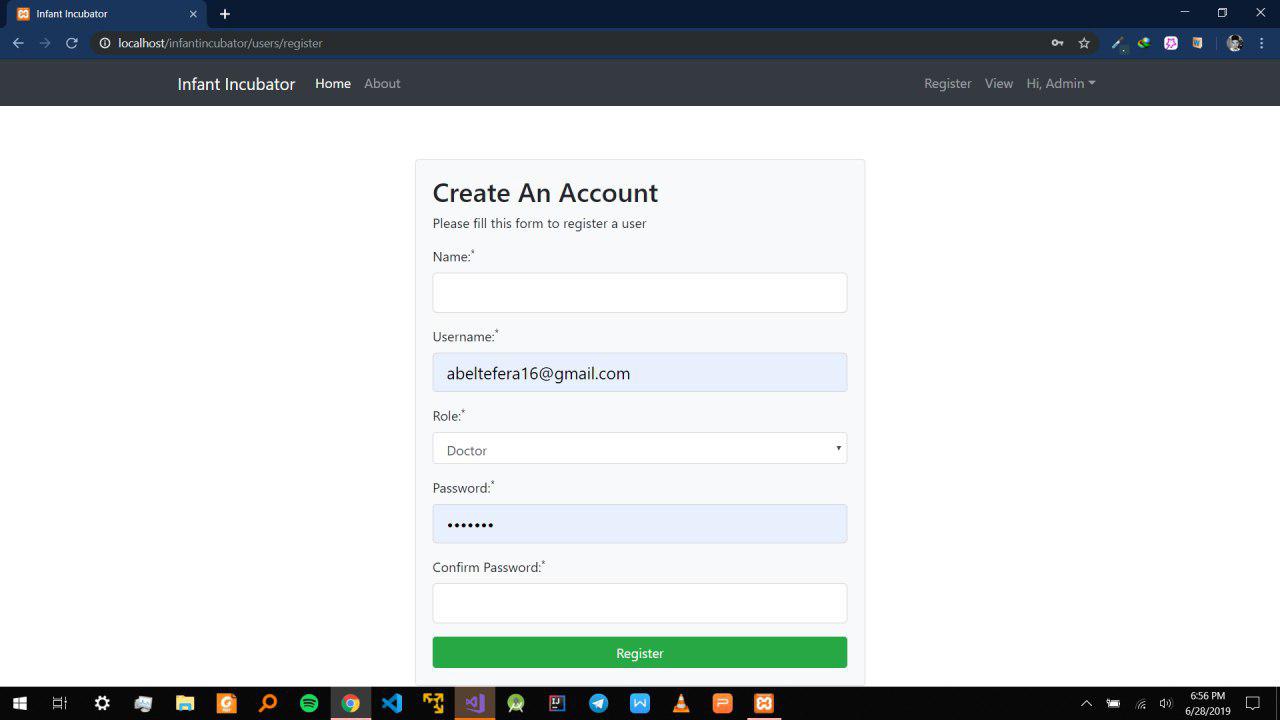 Infant Incubator
localhost/infantincubator/users/register
Infant Incubator Home About Register View Hi, Admin
Create An Account
Please fill this form to register a user
Name:*
Username:*
abeltefera16@gmail.com
Role:*
Doctor
Password:*
•••••••
Confirm Password:*
Register
6:56 PM
6/28/2019